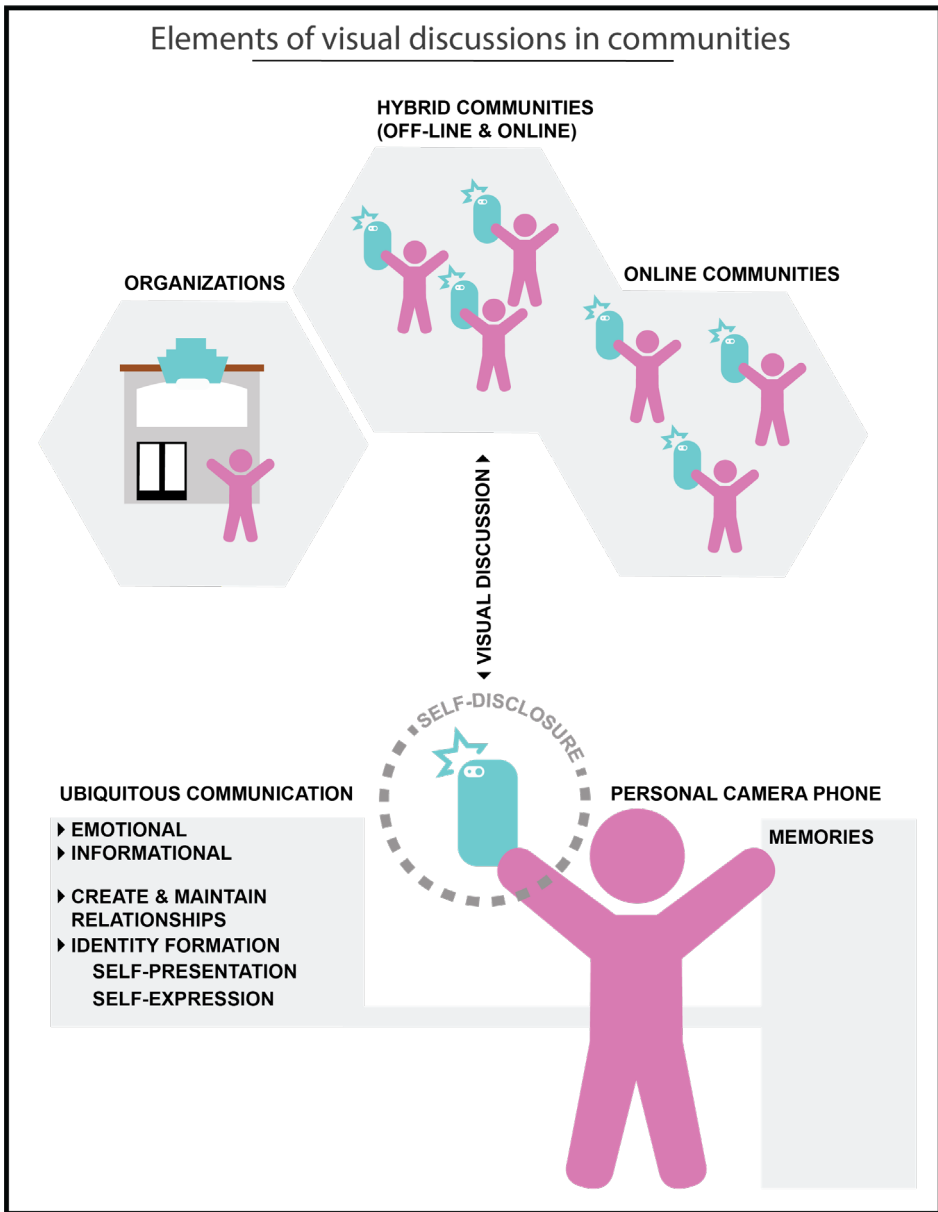 Elements of visual discussions in communities
HYBRID COMMUNITIES
(OFF-LINE & ONLINE)
ORGANIZATIONS
ONLINE COMMUNITIES
VISUAL DISCUSSION
SELF-DISCLOSURE
UBIQUITOUS COMMUNICATION
EMOTIONAL
INFORMATIONAL
CREATE & MAINTAIN
RELATIONSHIPS
IDENTITY FORMATION
SELF-PRESENTATION
SELF-EXPRESSION
PERSONAL CAMERA PHONE
MEMORIES